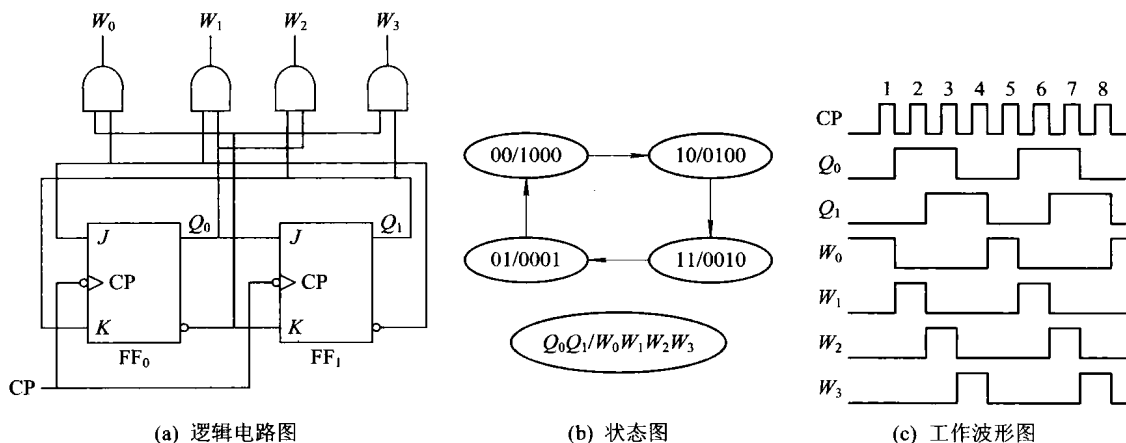 W₀ W₁ W₂ W₃
Q₀ Q₁
J J
CP CP
K K
FF₀ FF₁
CP
(a) 逻辑电路图
00/1000 10/0100
01/0001 11/0010
Q₀Q₁/W₀W₁W₂W₃
(b) 状态图
1 2 3 4 5 6 7 8
CP
Q₀
Q₁
W₀
W₁
W₂
W₃
(c) 工作波形图